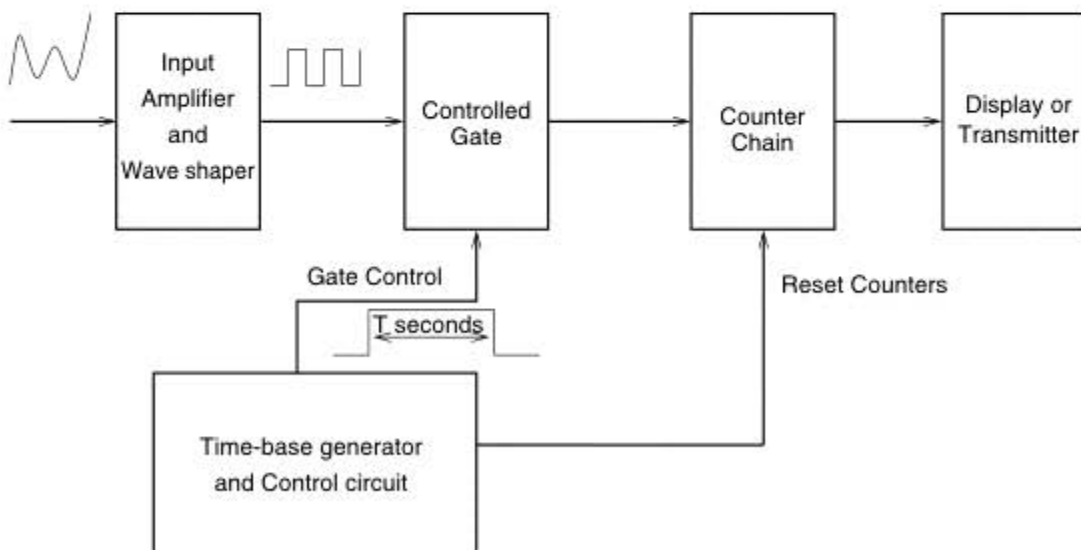 Input
Amplifier
and
Wave shaper
Controlled
Gate
Counter
Chain
Display or
Transmitter
Gate Control
Reset Counters
T seconds
Time-base generator
and Control circuit